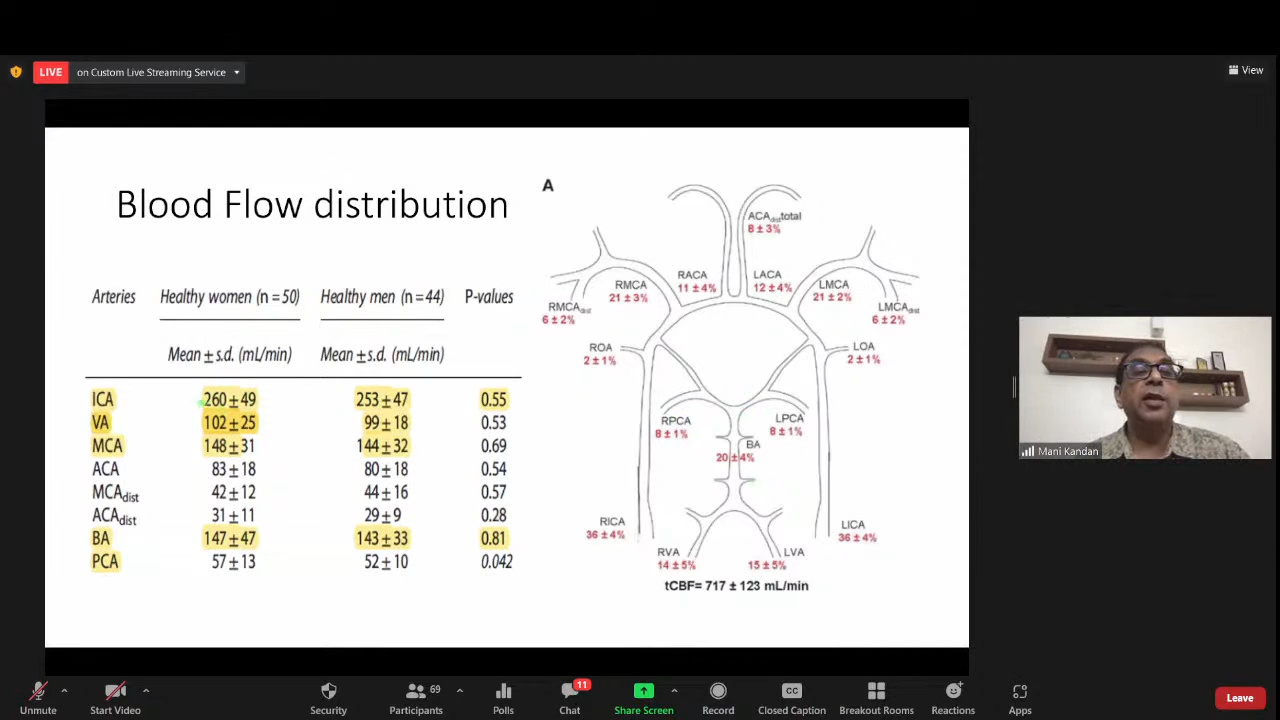 LIVE on Custom Live Streaming Service
View
Blood Flow distribution
Arteries Healthy women (n = 50) Healthy men (n = 44) P-values
Mean ± s.d. (mL/min) Mean ± s.d. (mL/min)
ICA 260 ± 49 253 ± 47 0.55
VA 102 ± 25 99 ± 18 0.53
MCA 148 ± 31 144 ± 32 0.69
ACA 83 ± 18 80 ± 18 0.54
MCAdist 42 ± 12 44 ± 16 0.57
ACAdist 31 ± 11 29 ± 9 0.28
BA 147 ± 47 143 ± 33 0.81
PCA 57 ± 13 52 ± 10 0.042
A
ACAdisttotal
8 ± 3%
RACA
11 ± 4%
LACA
12 ± 4%
RMCA
21 ± 3%
LMCA
21 ± 2%
RMCAdist
6 ± 2%
LMCAdist
6 ± 2%
ROA
2 ± 1%
LOA
2 ± 1%
RPCA
8 ± 1%
LPCA
8 ± 1%
BA
20 ± 4%
RICA
36 ± 4%
LICA
36 ± 4%
RVA
14 ± 5%
LVA
15 ± 5%
tCBF= 717 ± 123 mL/min
Mani Kandan
Unmute
Start Video
Security
69
Participants
Polls
11
Chat
Share Screen
Record
CC
Closed Caption
Breakout Rooms
Reactions
Apps
Leave